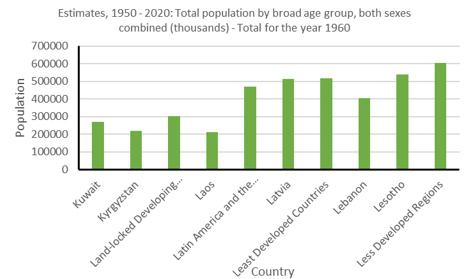 Estimates, 1950 - 2020: Total population by broad age group, both sexes
combined (thousands) - Total for the year 1960
Population
700000
600000
500000
400000
300000
200000
100000
0
Kuwait
Kyrgyzstan
Land-locked Developing...
Laos
Latin America and the...
Latvia
Least Developed Countries
Lebanon
Lesotho
Less Developed Regions
Country